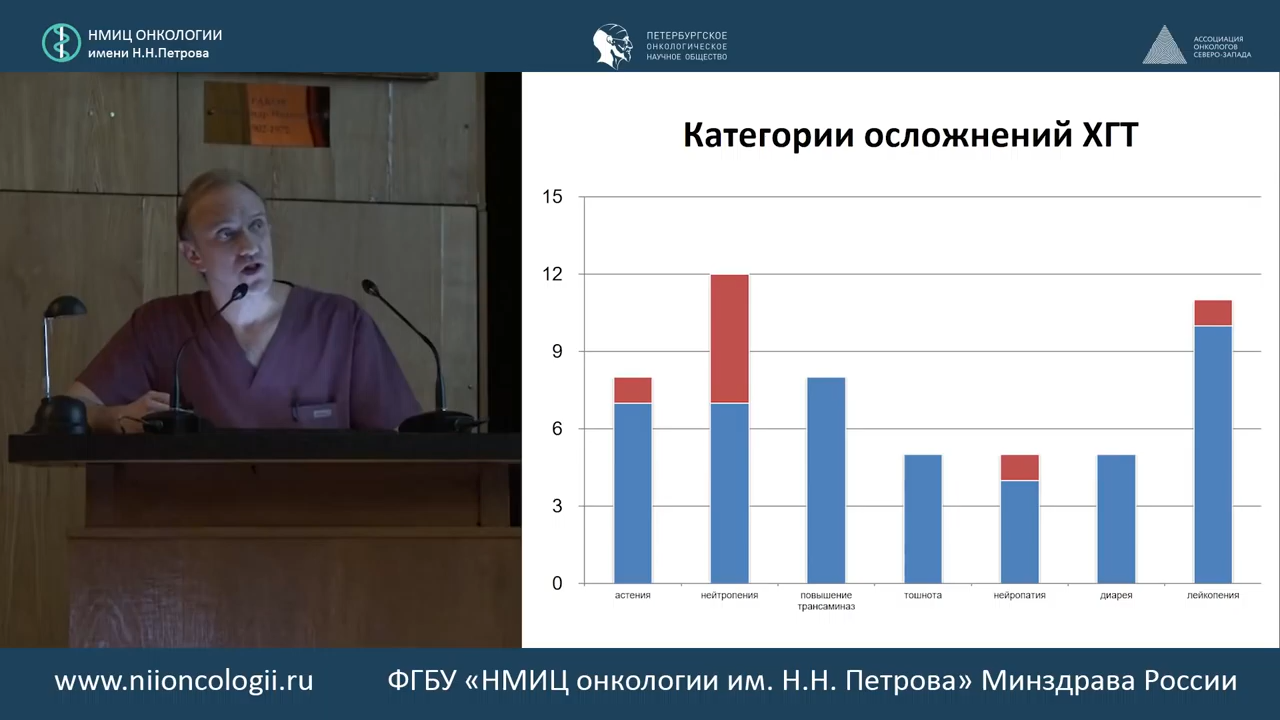 НМИЦ ОНКОЛОГИИ
имени Н.Н.Петрова
ПЕТЕРБУРГСКОЕ
ОНКОЛОГИЧЕСКОЕ
НАУЧНОЕ ОБЩЕСТВО
АССОЦИАЦИЯ
ОНКОЛОГОВ
СЕВЕРО-ЗАПАДА
Категории осложнений ХГТ
15
12
9
6
3
0
астения
нейтропения
повышение
трансаминаз
тошнота
нейропатия
диарея
лейкопения
www.niioncologii.ru
ФГБУ «НМИЦ онкологии им. Н.Н. Петрова» Минздрава России